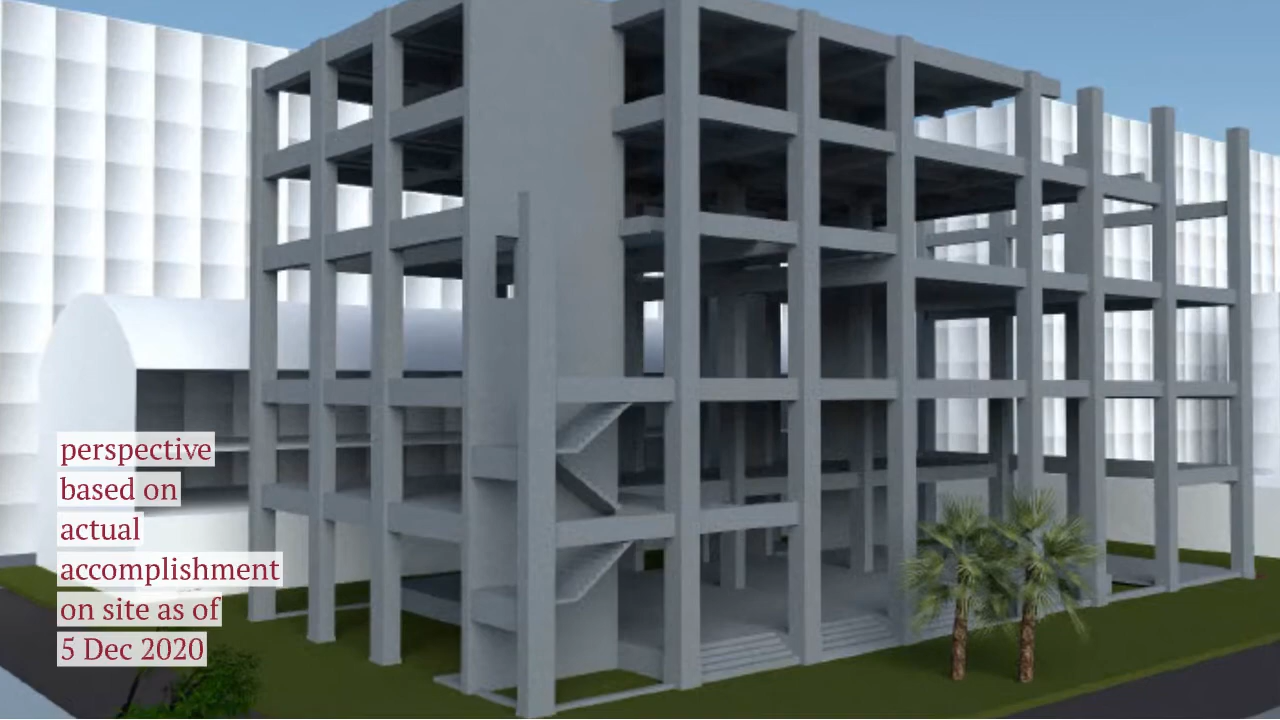 perspective
based on
actual
accomplishment
on site as of
5 Dec 2020